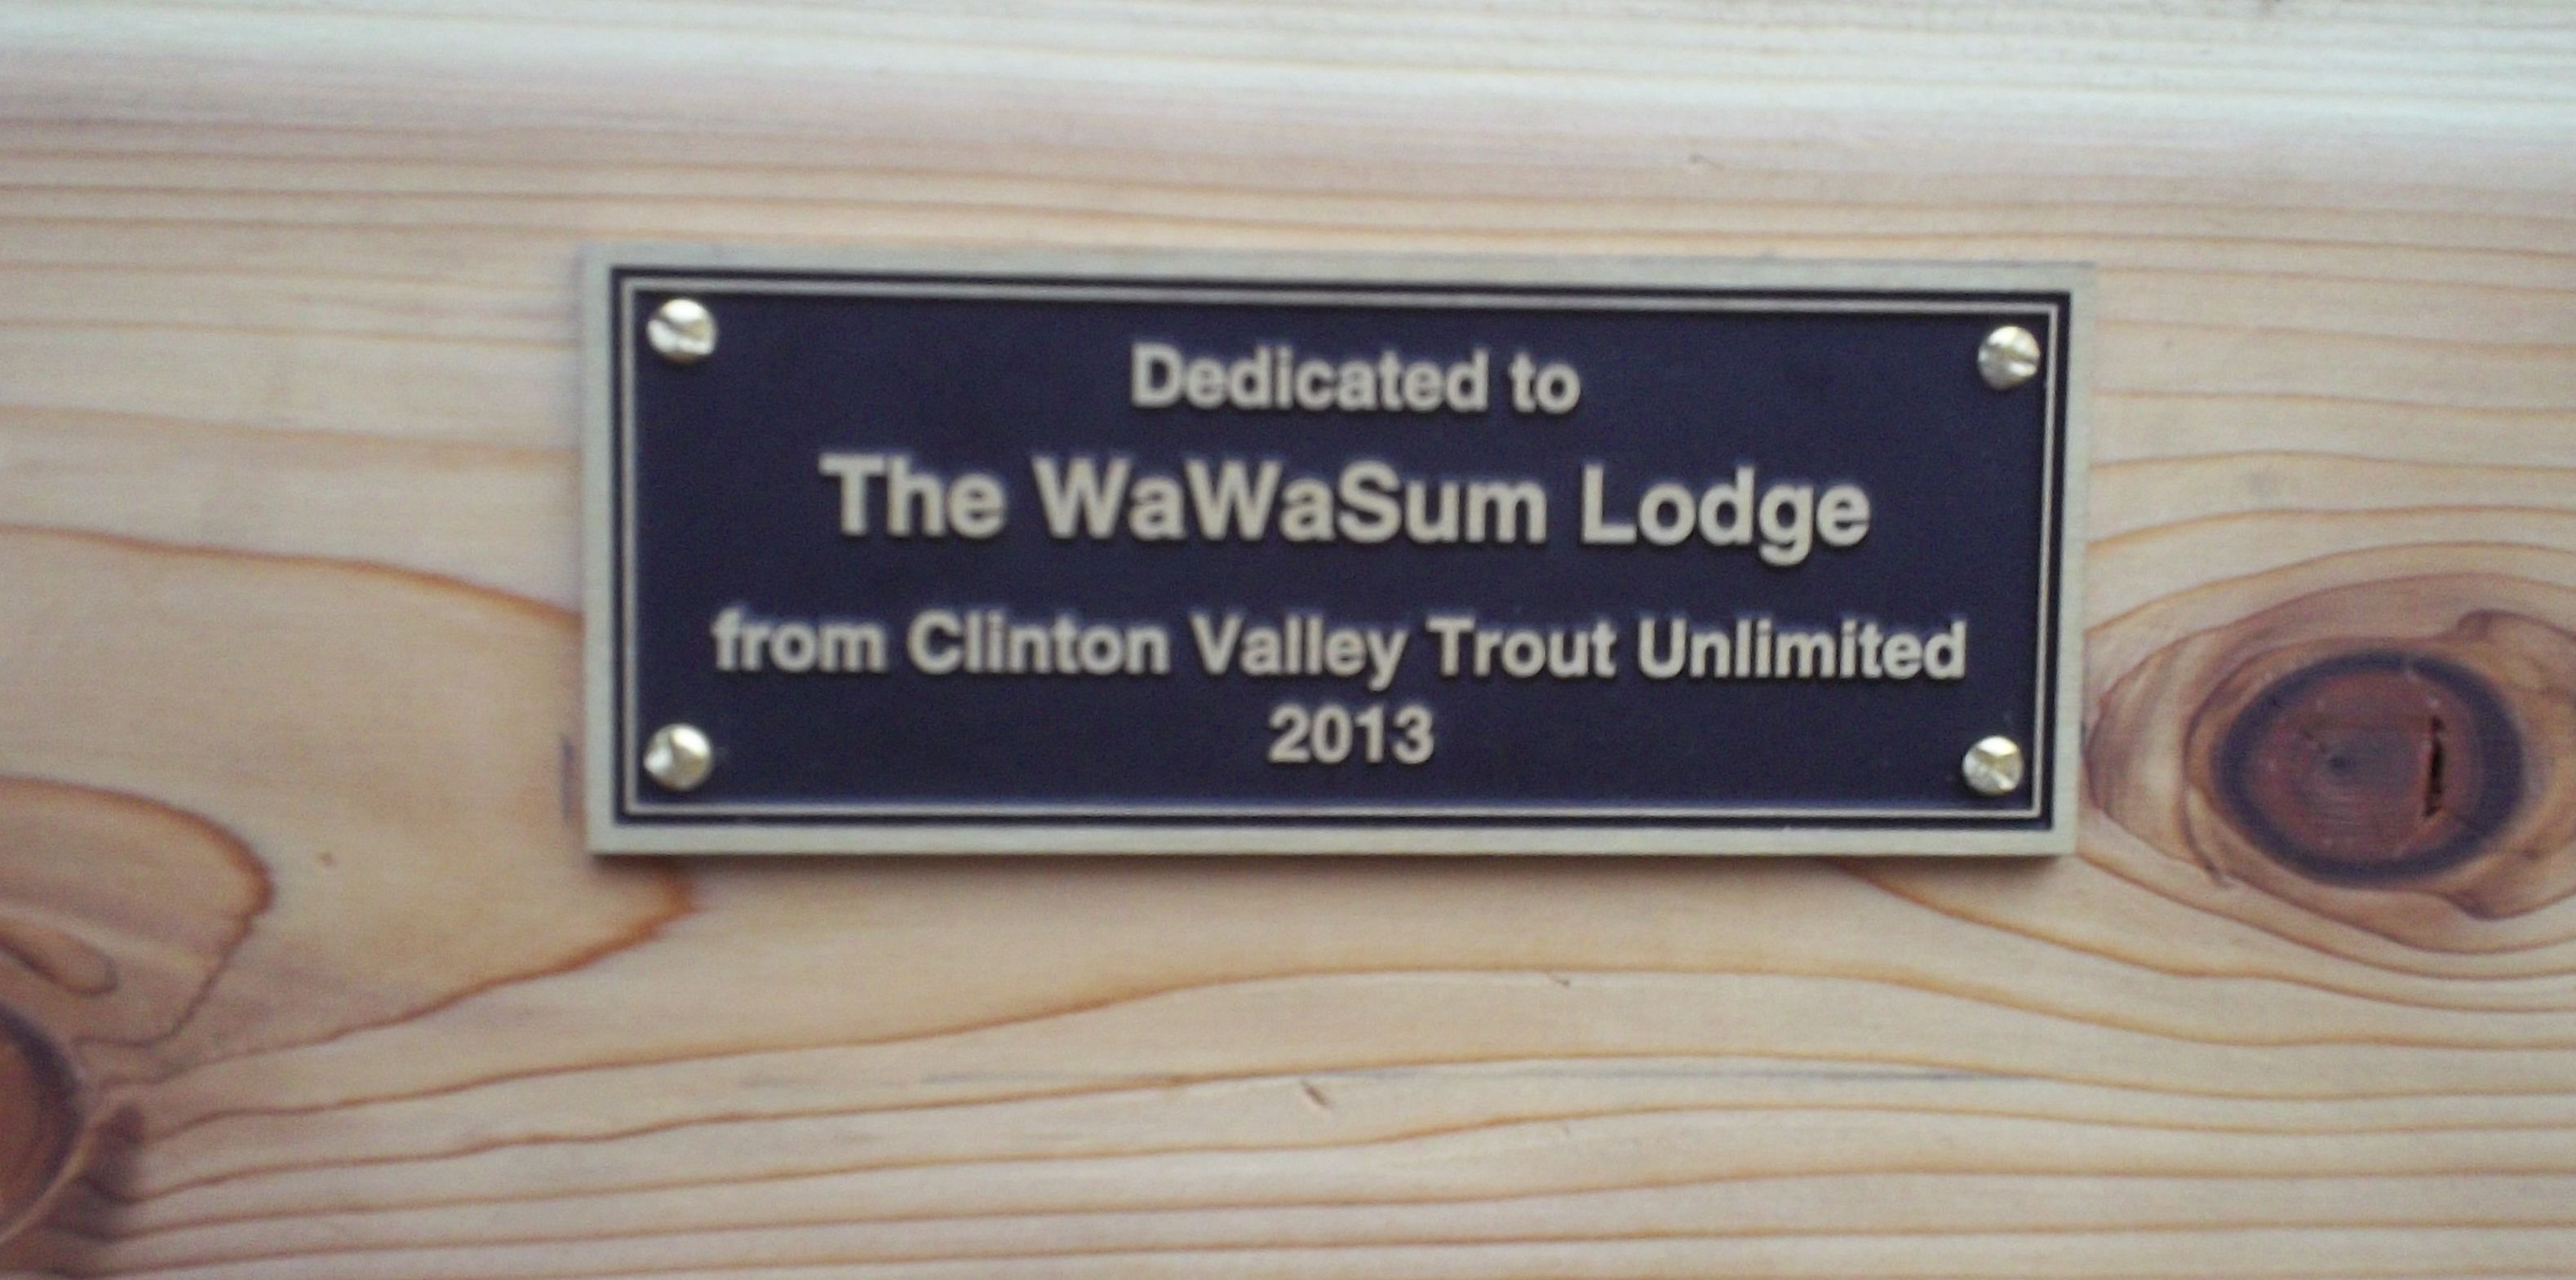 Dedicated to
The WaWaSum Lodge
from Clinton Valley Trout Unlimited
2013